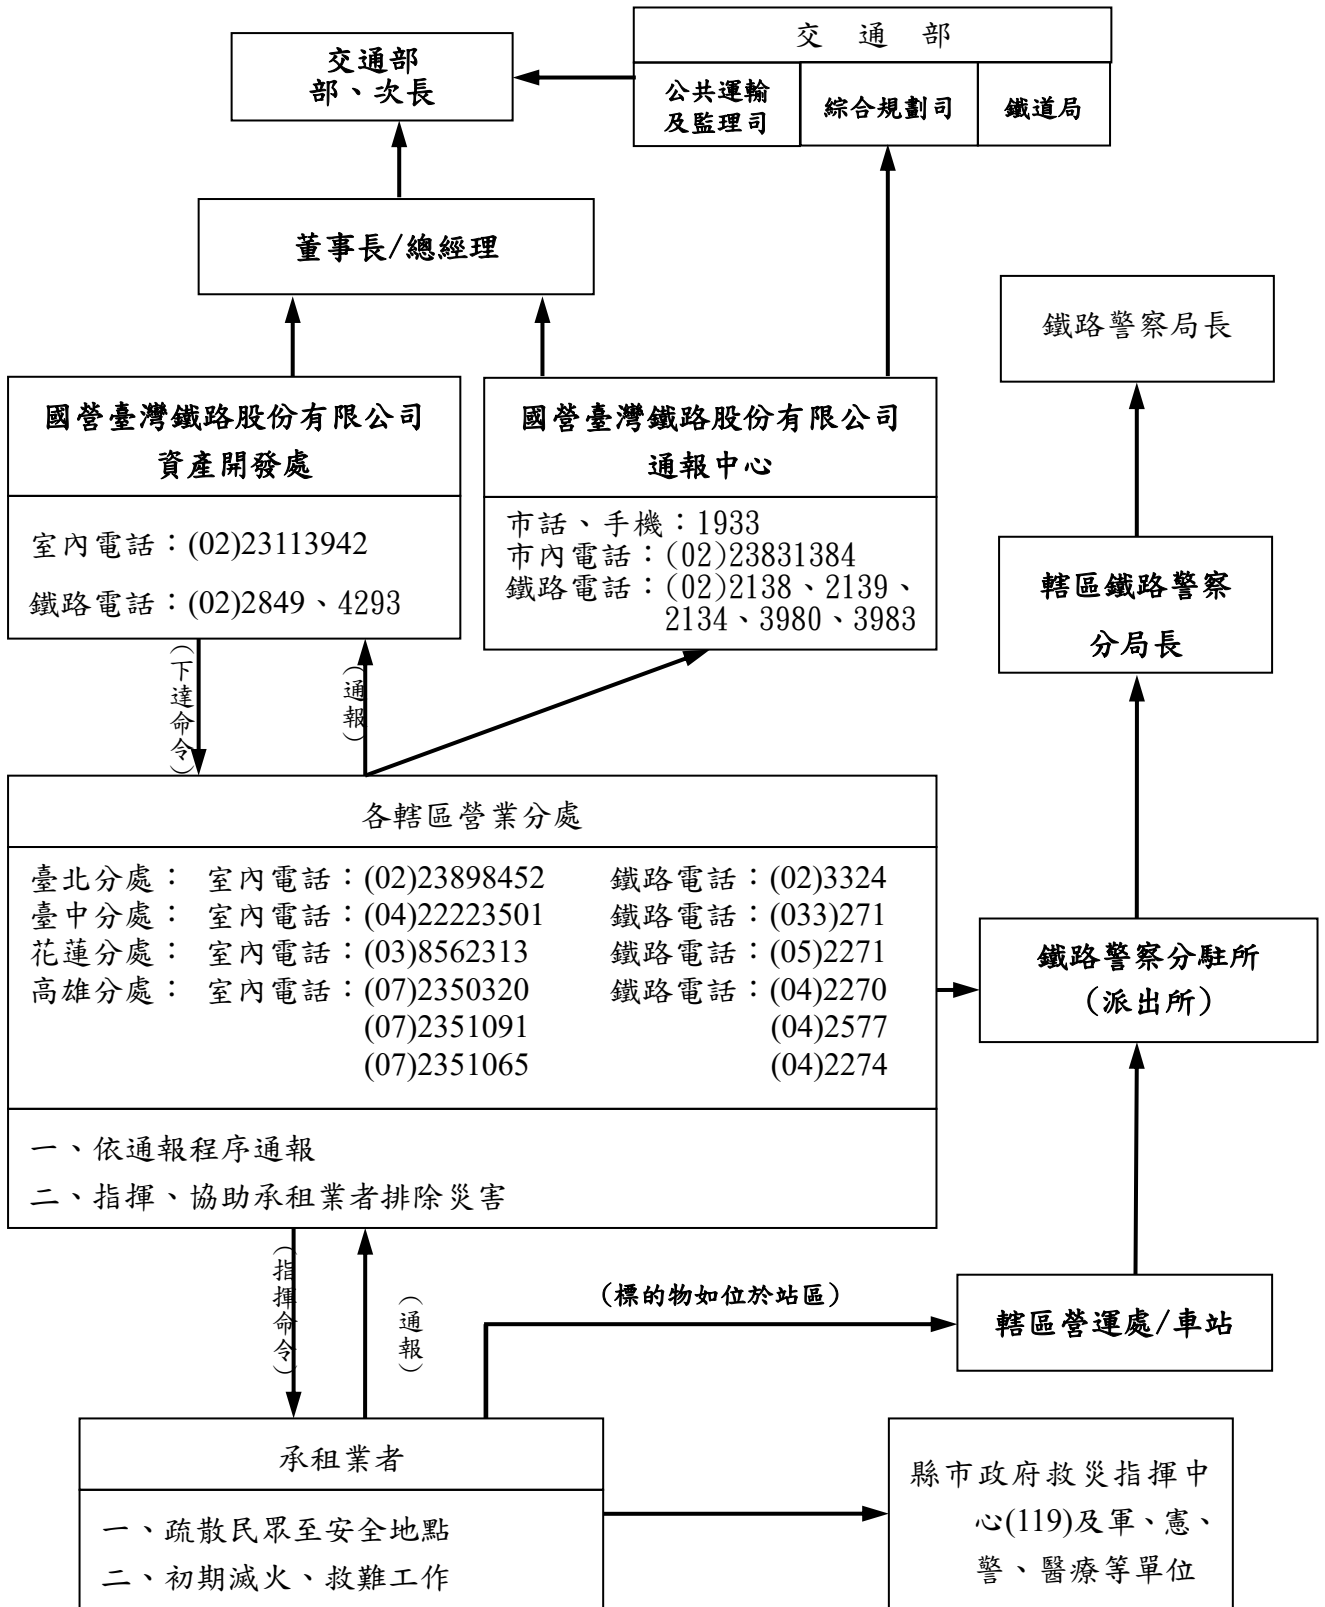 交 通 部
公共運輸
及監理司
綜合規劃司
鐵道局
交通部
部、次長
董事長/總經理
鐵路警察局長
國營臺灣鐵路股份有限公司
資產開發處
室內電話：(02)23113942
鐵路電話：(02)2849、4293
國營臺灣鐵路股份有限公司
通報中心
市話、手機：1933
市內電話：(02)23831384
鐵路電話：(02)2138、2139、
2134、3980、3983
轄區鐵路警察
分局長
(下達命令)
(通報)
各轄區營業分處
臺北分處： 室內電話：(02)23898452 鐵路電話：(02)3324
臺中分處： 室內電話：(04)22223501 鐵路電話：(033)271
花蓮分處： 室內電話：(03)8562313 鐵路電話：(05)2271
高雄分處： 室內電話：(07)2350320 鐵路電話：(04)2270
(07)2351091 (04)2577
(07)2351065 (04)2274
一、依通報程序通報
二、指揮、協助承租業者排除災害
鐵路警察分駐所
(派出所)
(指揮命令)
(通報)
(標的物如位於站區)
轄區營運處/車站
承租業者
一、疏散民眾至安全地點
二、初期滅火、救難工作
縣市政府救災指揮中
心(119)及軍、憲、
警、醫療等單位